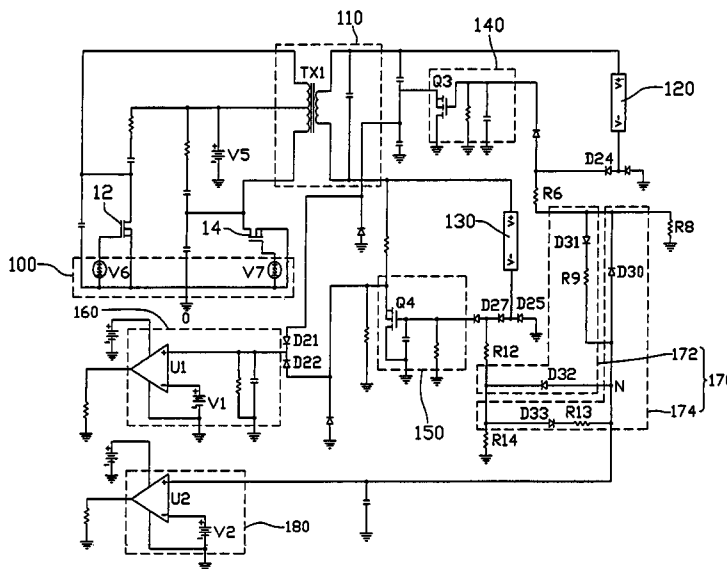 110
140
TX1
Q3
V+
V-
120
V5
D24
12
R6
14
130
V+
V-
D31
R8
100
V6
V7
R9
D30
0
160
Q4
D27
D25
D21
D22
R12
172
170
U1
V1
D32
N
174
D33
R13
150
R14
U2
V2
180